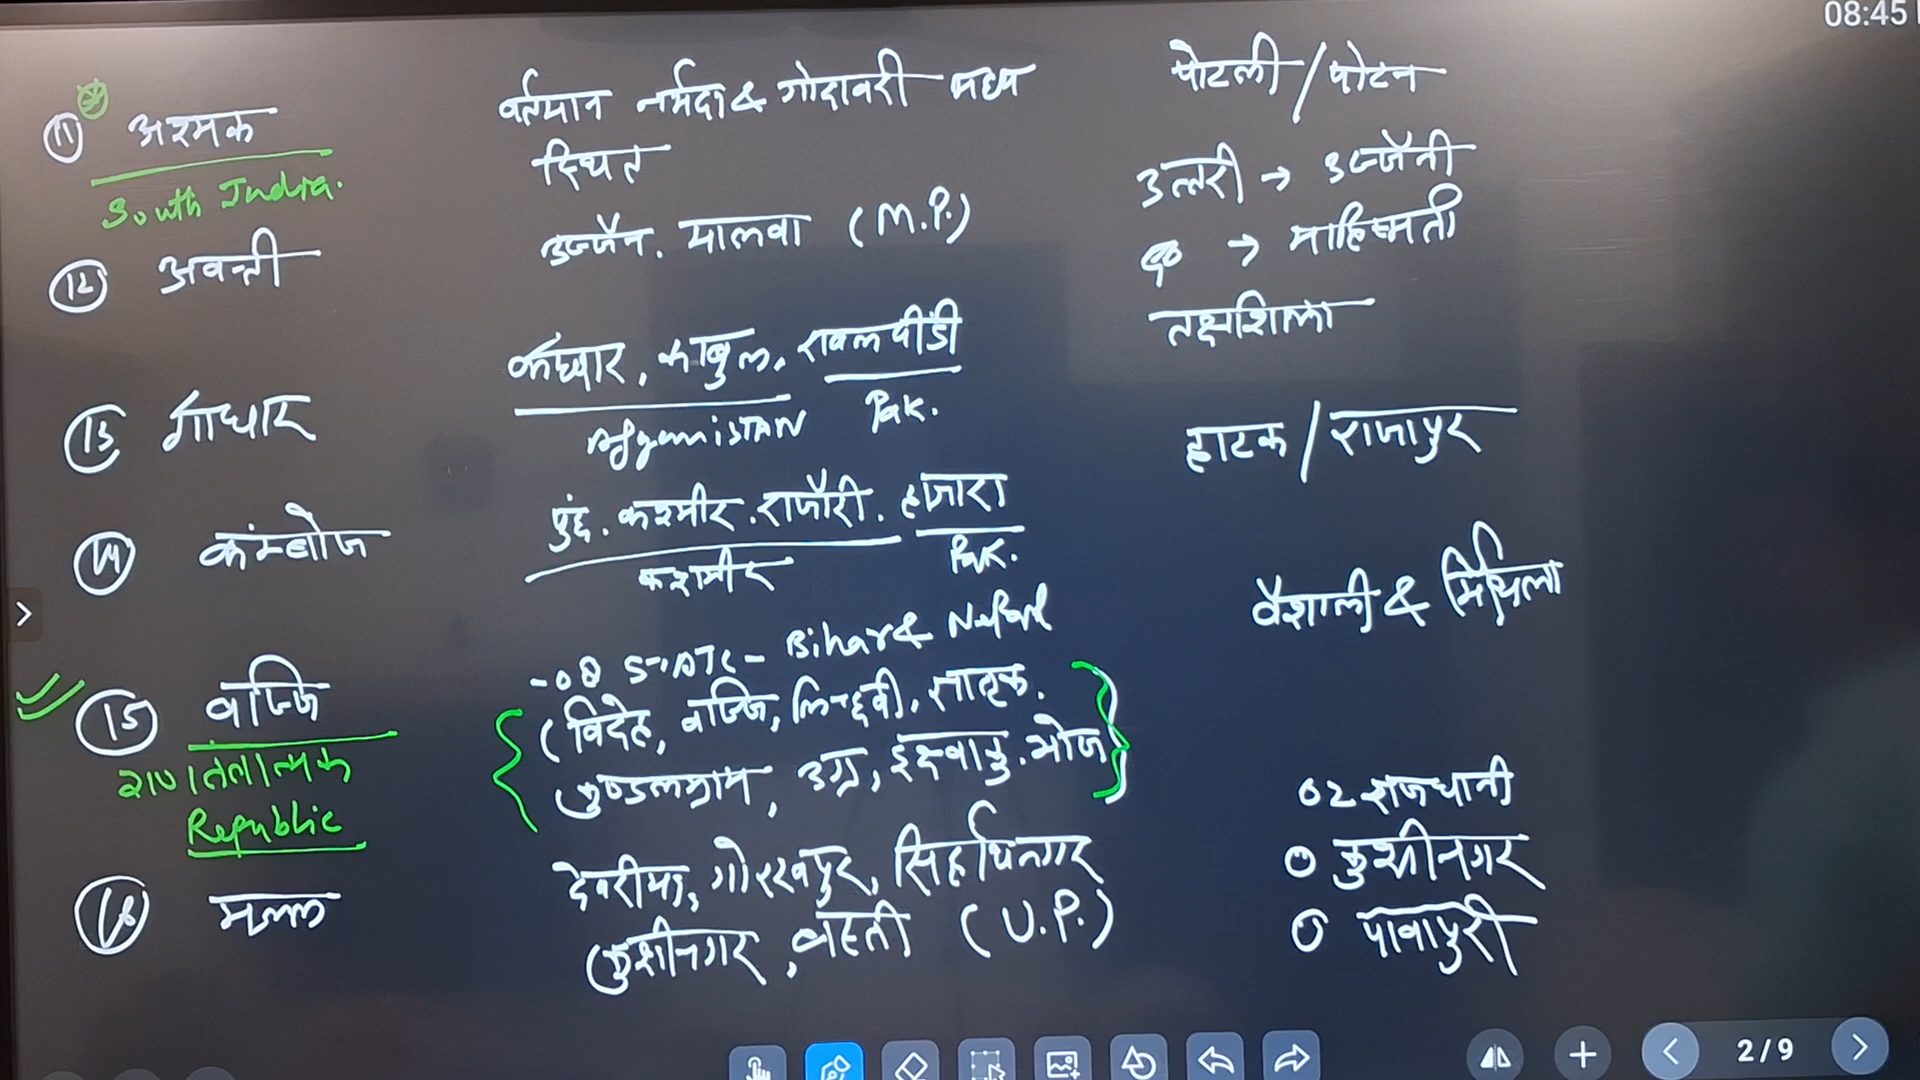 08:45
⑪ अश्मक
South India.
वर्तमान नर्मदा & गोदावरी मध्य
स्थित
पोटली / पोटन
⑫ अवन्ती
उज्जैन. मालवा (M.P.)
उत्तरी → उज्जैनी
→ माहिष्मती
⑬ गांधार
कंधार, काबुल, रावलपींडी
Afganistan Pak.
तक्षशिला
⑭ कंम्बोज
पुंछ. कश्मीर. राजौरी. हजारा
कश्मीर Pak.
हाटक / राजापुर
⑮ वज्जि
गणतंत्रात्मक
Republic
- 08 STATE - Bihar & Nepal
(विदेह, वज्जि, लिच्छवी, ज्ञातृक.
कुण्डलग्राम, उग्र, इक्ष्वाकु. भोज)
वैशाली & मिथिला
⑯ मल्ल
देवरीया, गोरखपुर, सिद्धार्थनगर
कुशीनगर, बस्ती (U.P.)
02 राजधानी
कुशीनगर
पावापुरी
2/9